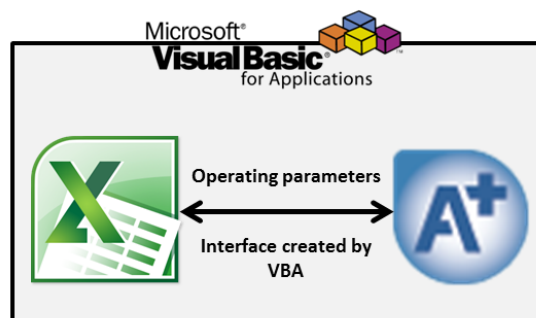 Microsoft
Visual Basic
for Applications
Operating parameters
Interface created by
VBA
X
A+